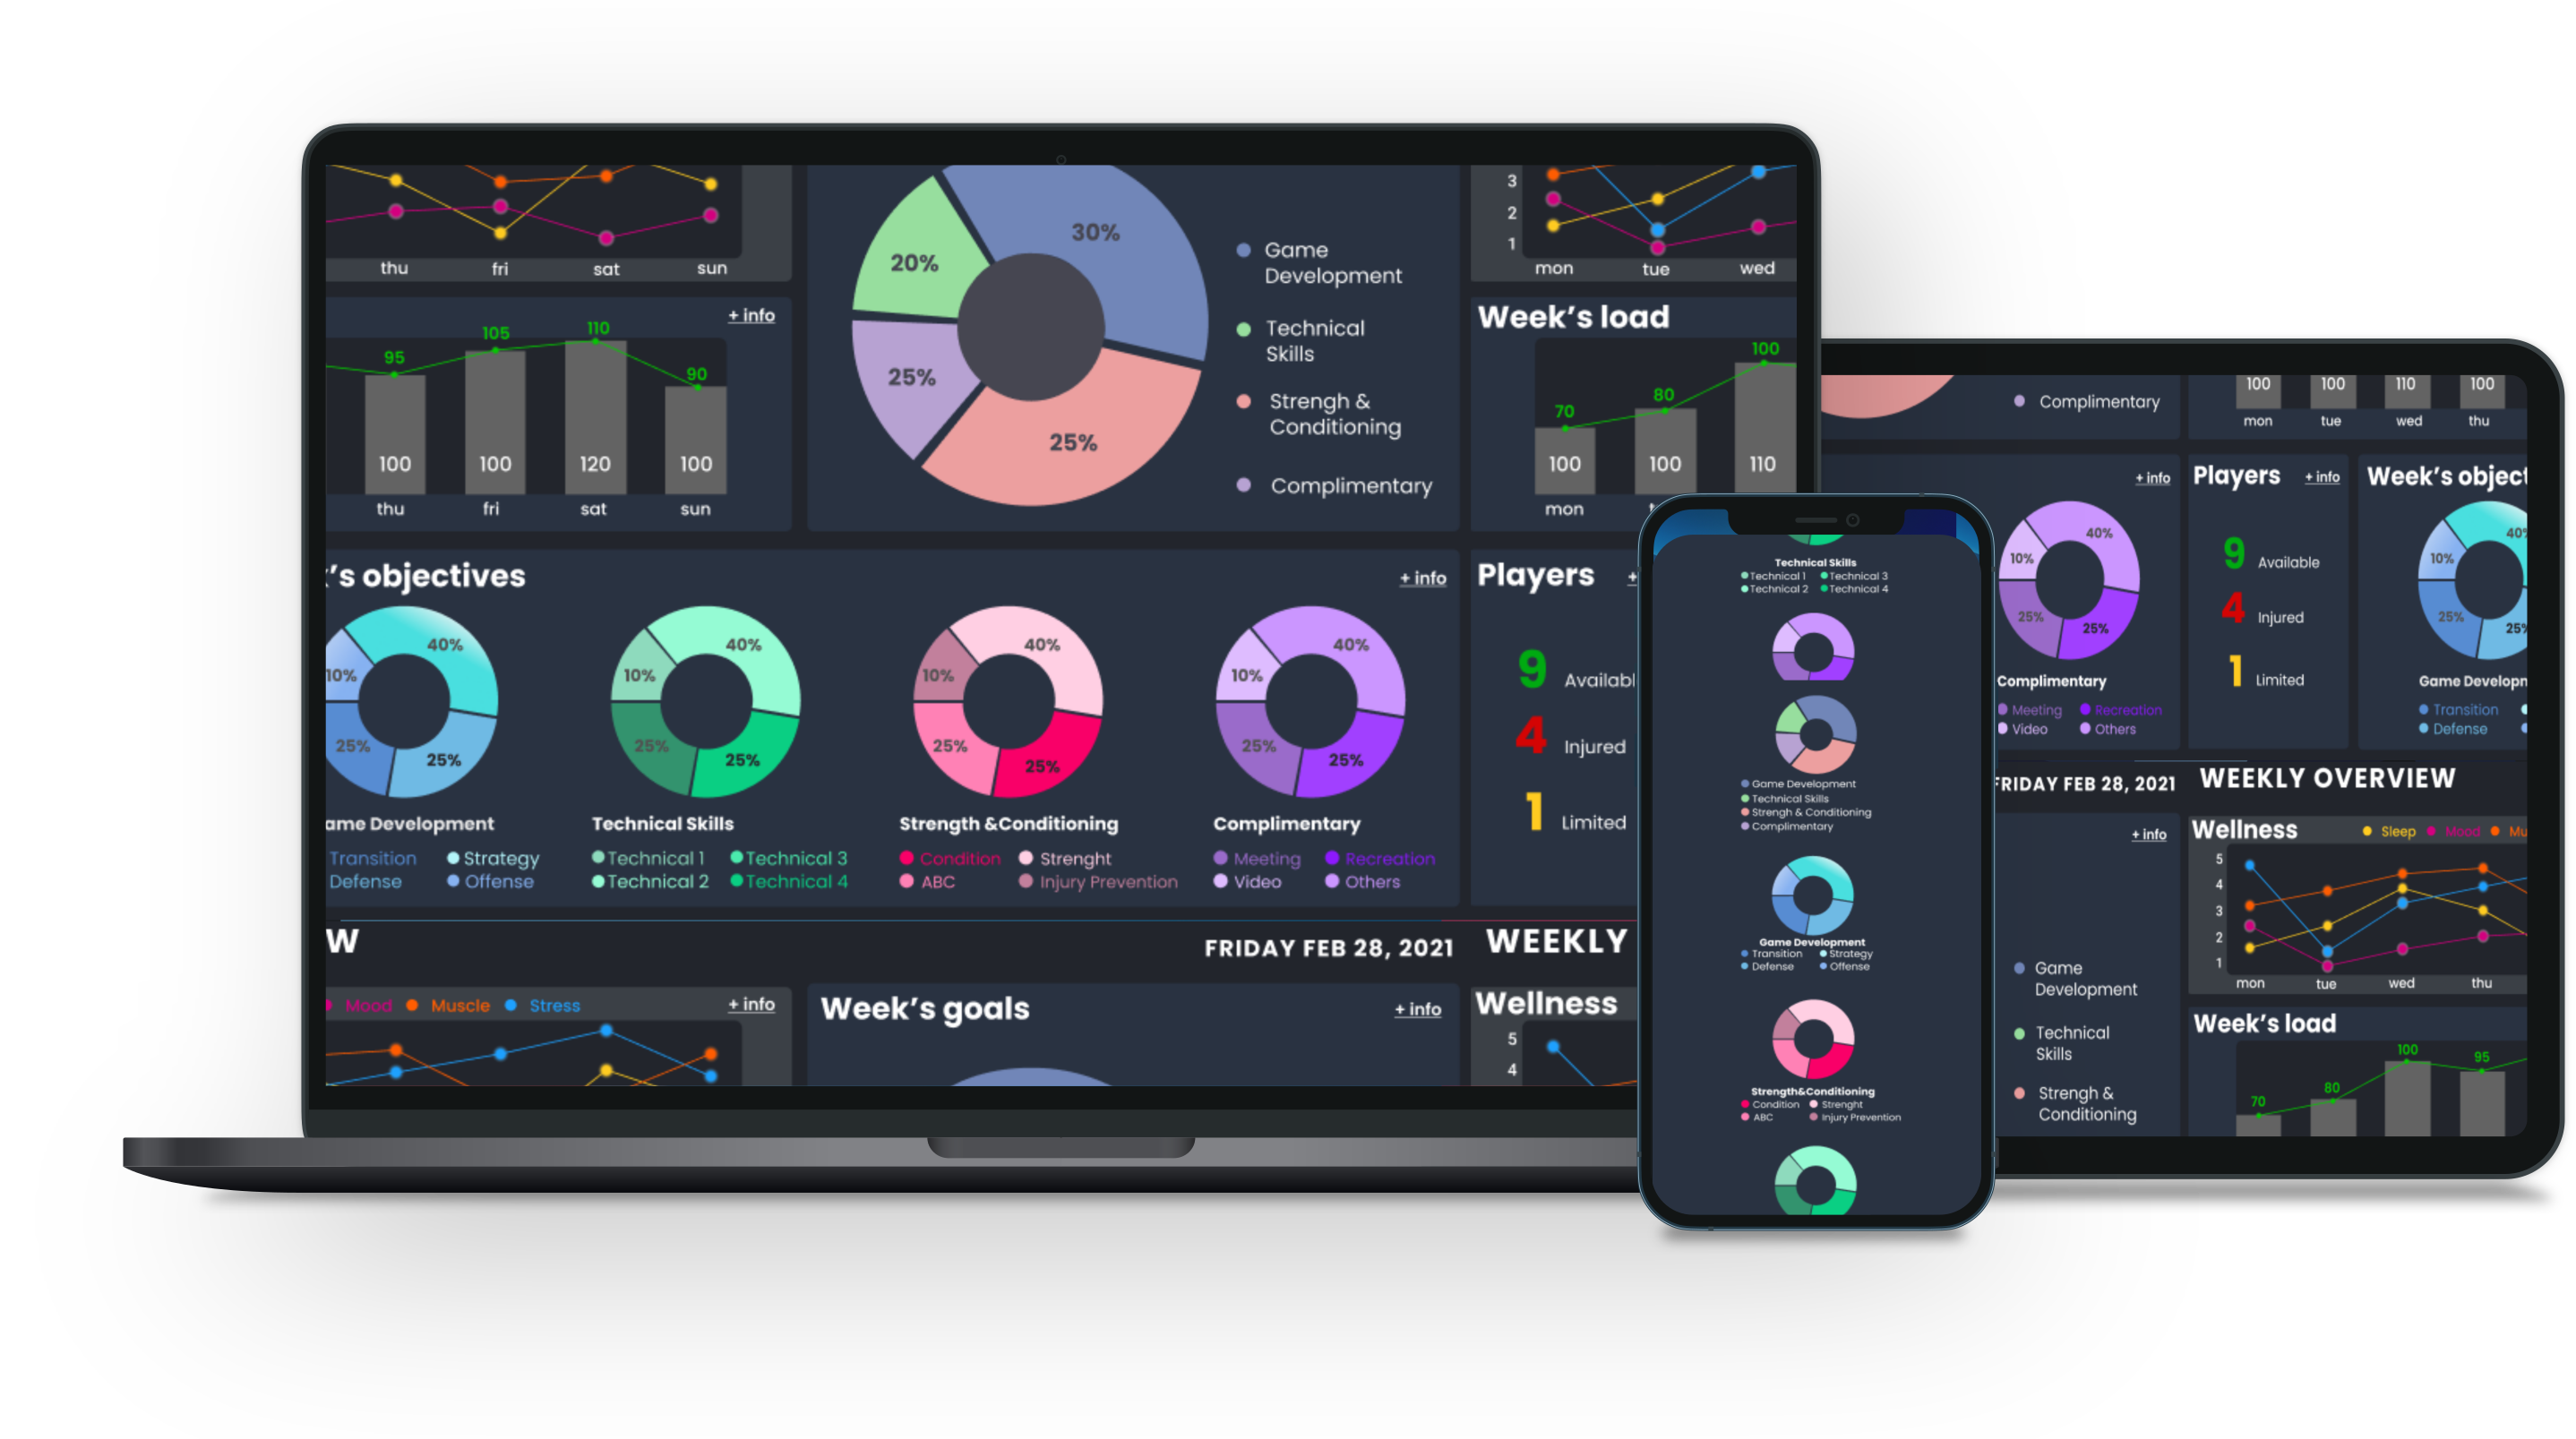 thu fri sat sun
+ info
95 105 110 90
100 100 120 100
thu fri sat sun
30%
20%
25%
25%
Game
Development
Technical
Skills
Strengh &
Conditioning
Complimentary
3
2
1
mon tue wed
Week's load
70 80 100
100 100 110
mon
's objectives
+ info
40%
10%
25%
25%
40%
10%
25%
25%
40%
10%
25%
25%
40%
10%
25%
25%
ame Development
Transition Strategy
Defense Offense
Technical Skills
Technical 1 Technical 3
Technical 2 Technical 4
Strength &Conditioning
Condition Strenght
ABC Injury Prevention
Complimentary
Meeting Recreation
Video Others
Players
9 Availabl
4 Injured
1 Limited
W
FRIDAY FEB 28, 2021
WEEKLY
Mood Muscle Stress
+ info
Week's goals
+ info
Wellness
5
4
Technical Skills
Technical 1 Technical 3
Technical 2 Technical 4
Game Development
Technical Skills
Strengh & Conditioning
Complimentary
Game Development
Transition Strategy
Defense Offense
Strength&Conditioning
Condition Strenght
ABC Injury Prevention
Complimentary
100 100 110 100
mon tue wed thu
+ info
40%
10%
25%
25%
Complimentary
Meeting Recreation
Video Others
Players + info
9 Available
4 Injured
1 Limited
Week's object
40%
10%
25%
25%
Game Developm
Transition
Defense
FRIDAY FEB 28, 2021
WEEKLY OVERVIEW
+ info
Game
Development
Technical
Skills
Strengh &
Conditioning
Wellness
Sleep Mood Mu
5
4
3
2
1
mon tue wed thu
Week's load
70 80 100 95